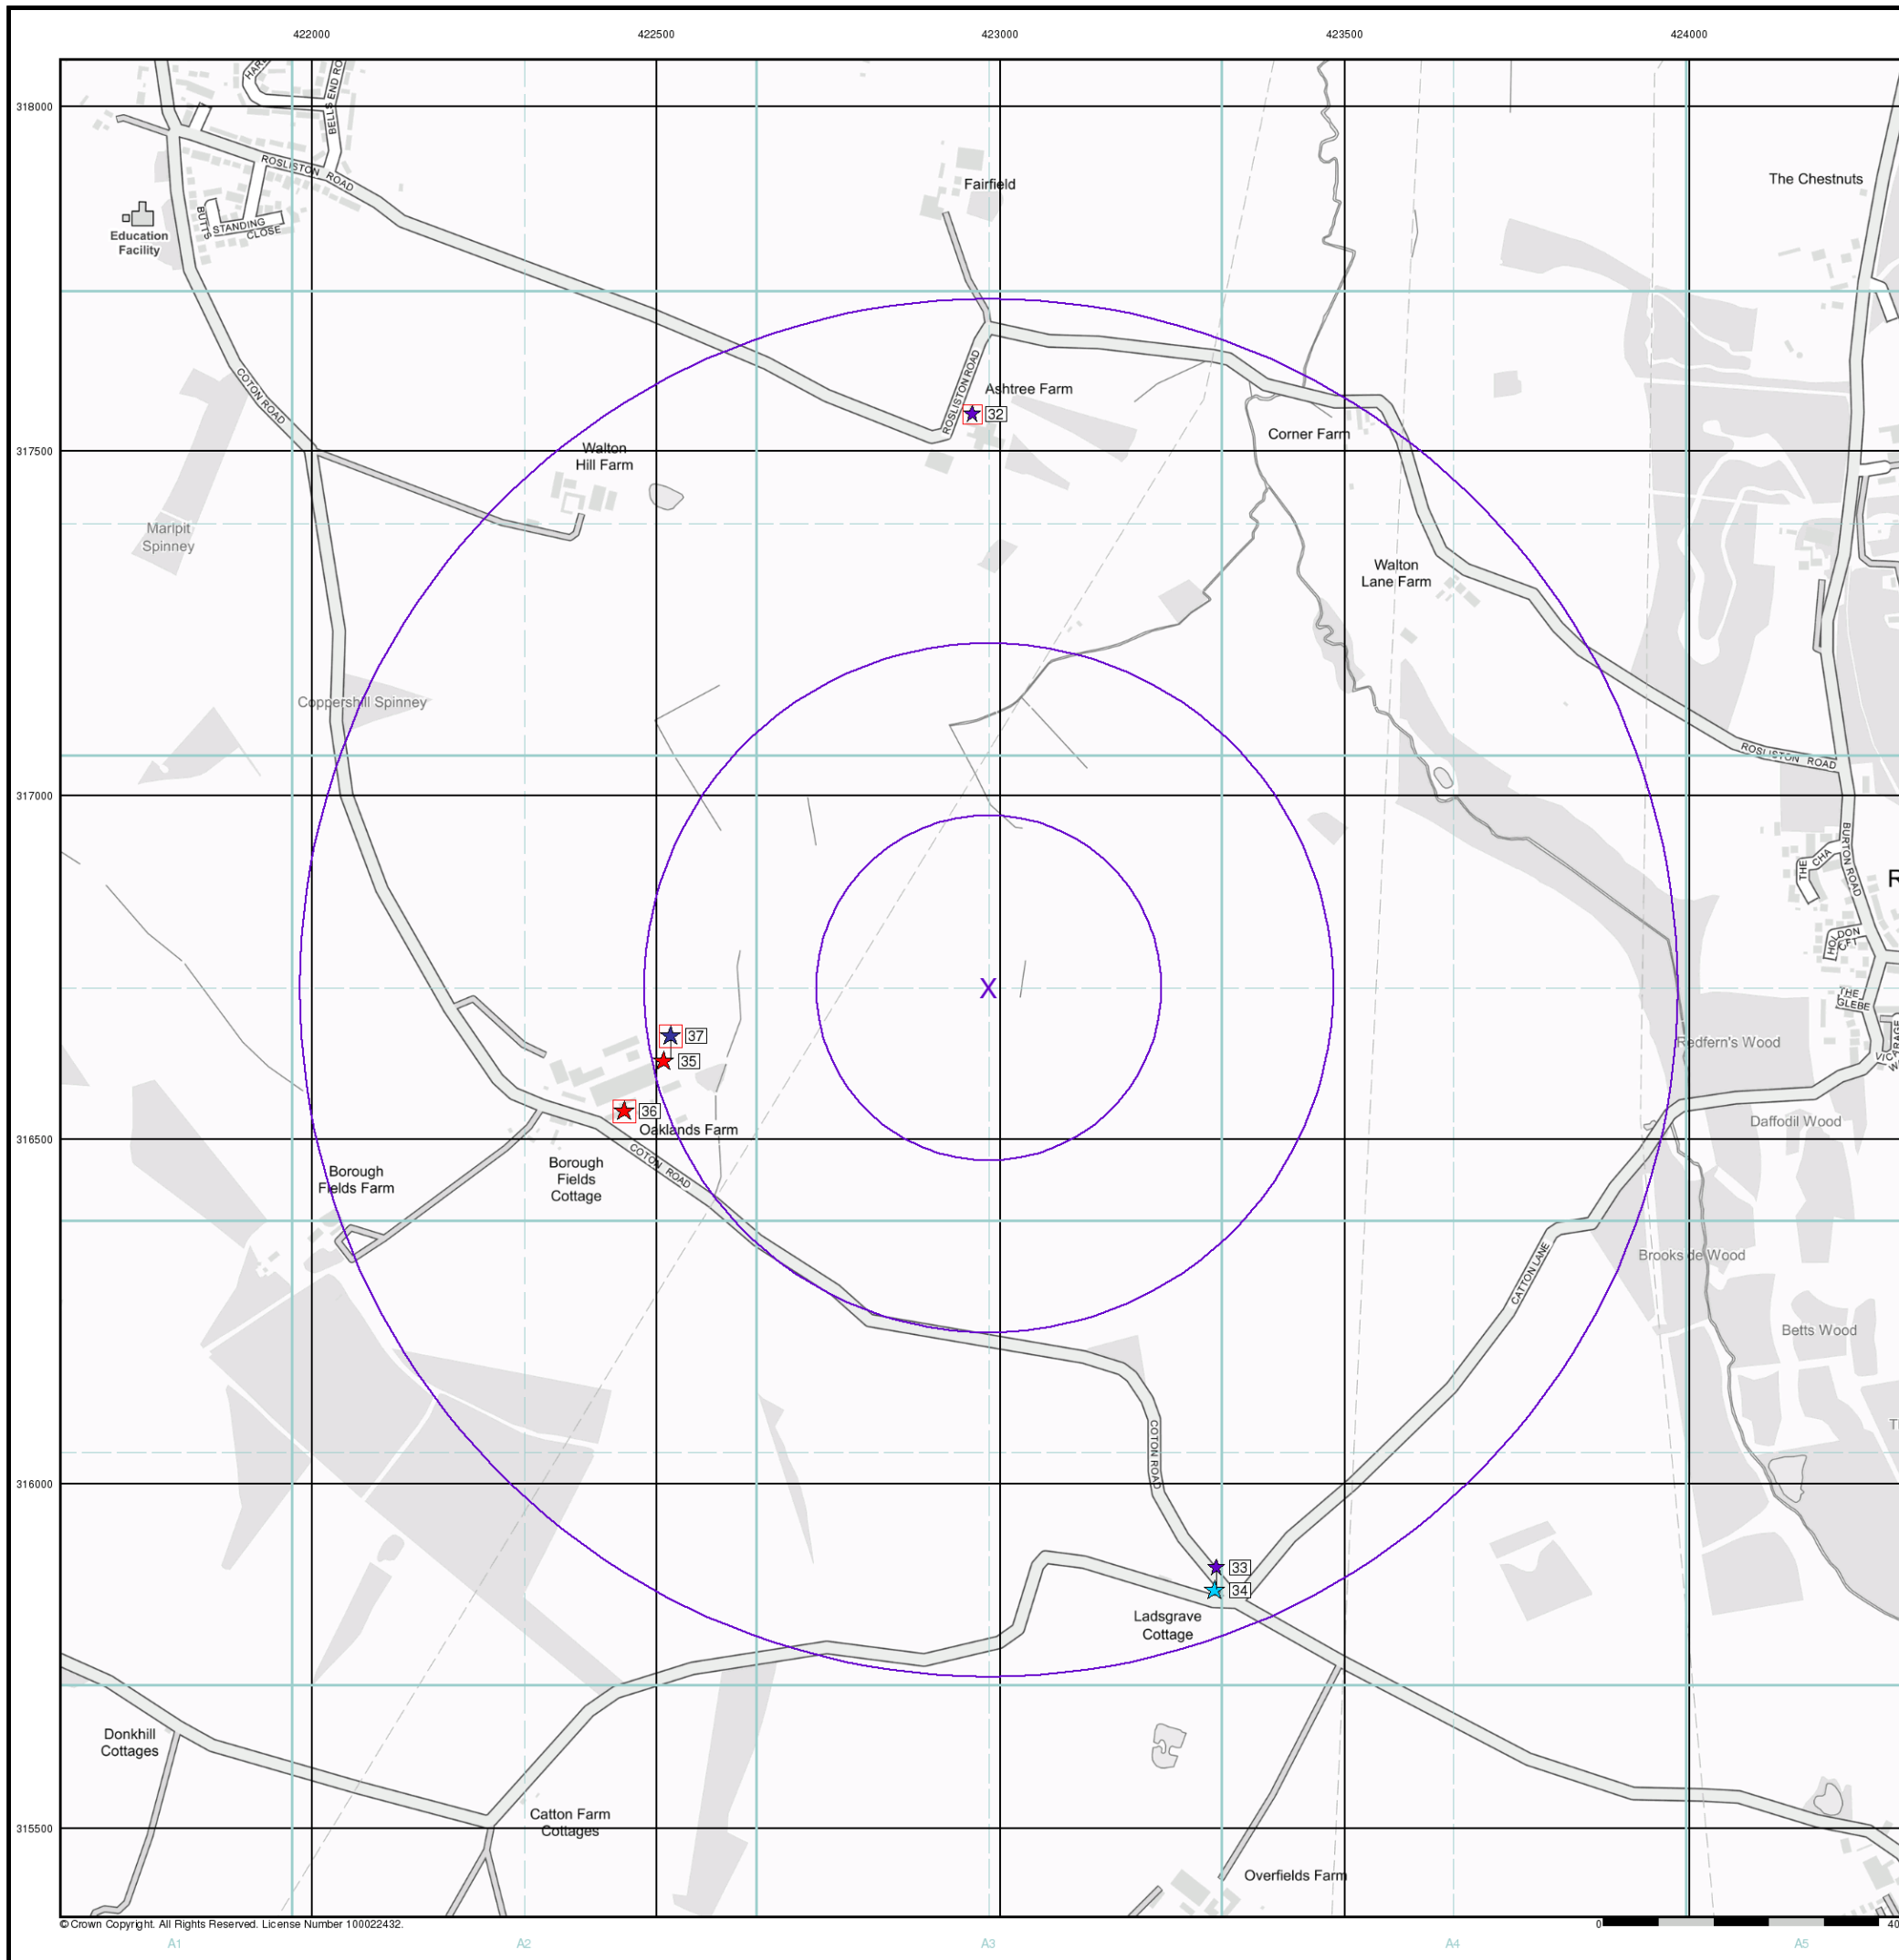 422000
422500
423000
423500
424000
318000
BELLS END RO
ROSLISTON ROAD
BUTTS
STANDING
CLOSE
Education
Facility
Fairfield
The Chestnuts
ROSLISTON ROAD
Ashtree Farm
32
COTON ROAD
Corner Farm
317500
Walton
Hill Farm
Marlpit
Spinney
Walton
Lane Farm
Coppershill Spinney
ROSLISTON ROAD
317000
BURTON ROAD
THE
CHA
R
HOLDON
CFT
X
THE
GLEBE
37
35
Redfern's Wood
36
Oaklands Farm
Daffodil Wood
316500
COTON ROAD
Borough
Fields
Cottage
Borough
Fields Farm
Brookside Wood
CATTON LANE
Betts Wood
COTON ROAD
316000
33
34
Ladsgrave
Cottage
Donkhill
Cottages
Catton Farm
Cottages
315500
Overfields Farm
© Crown Copyright. All Rights Reserved. License Number 100022432.
0
40
A1
A2
A3
A4
A5